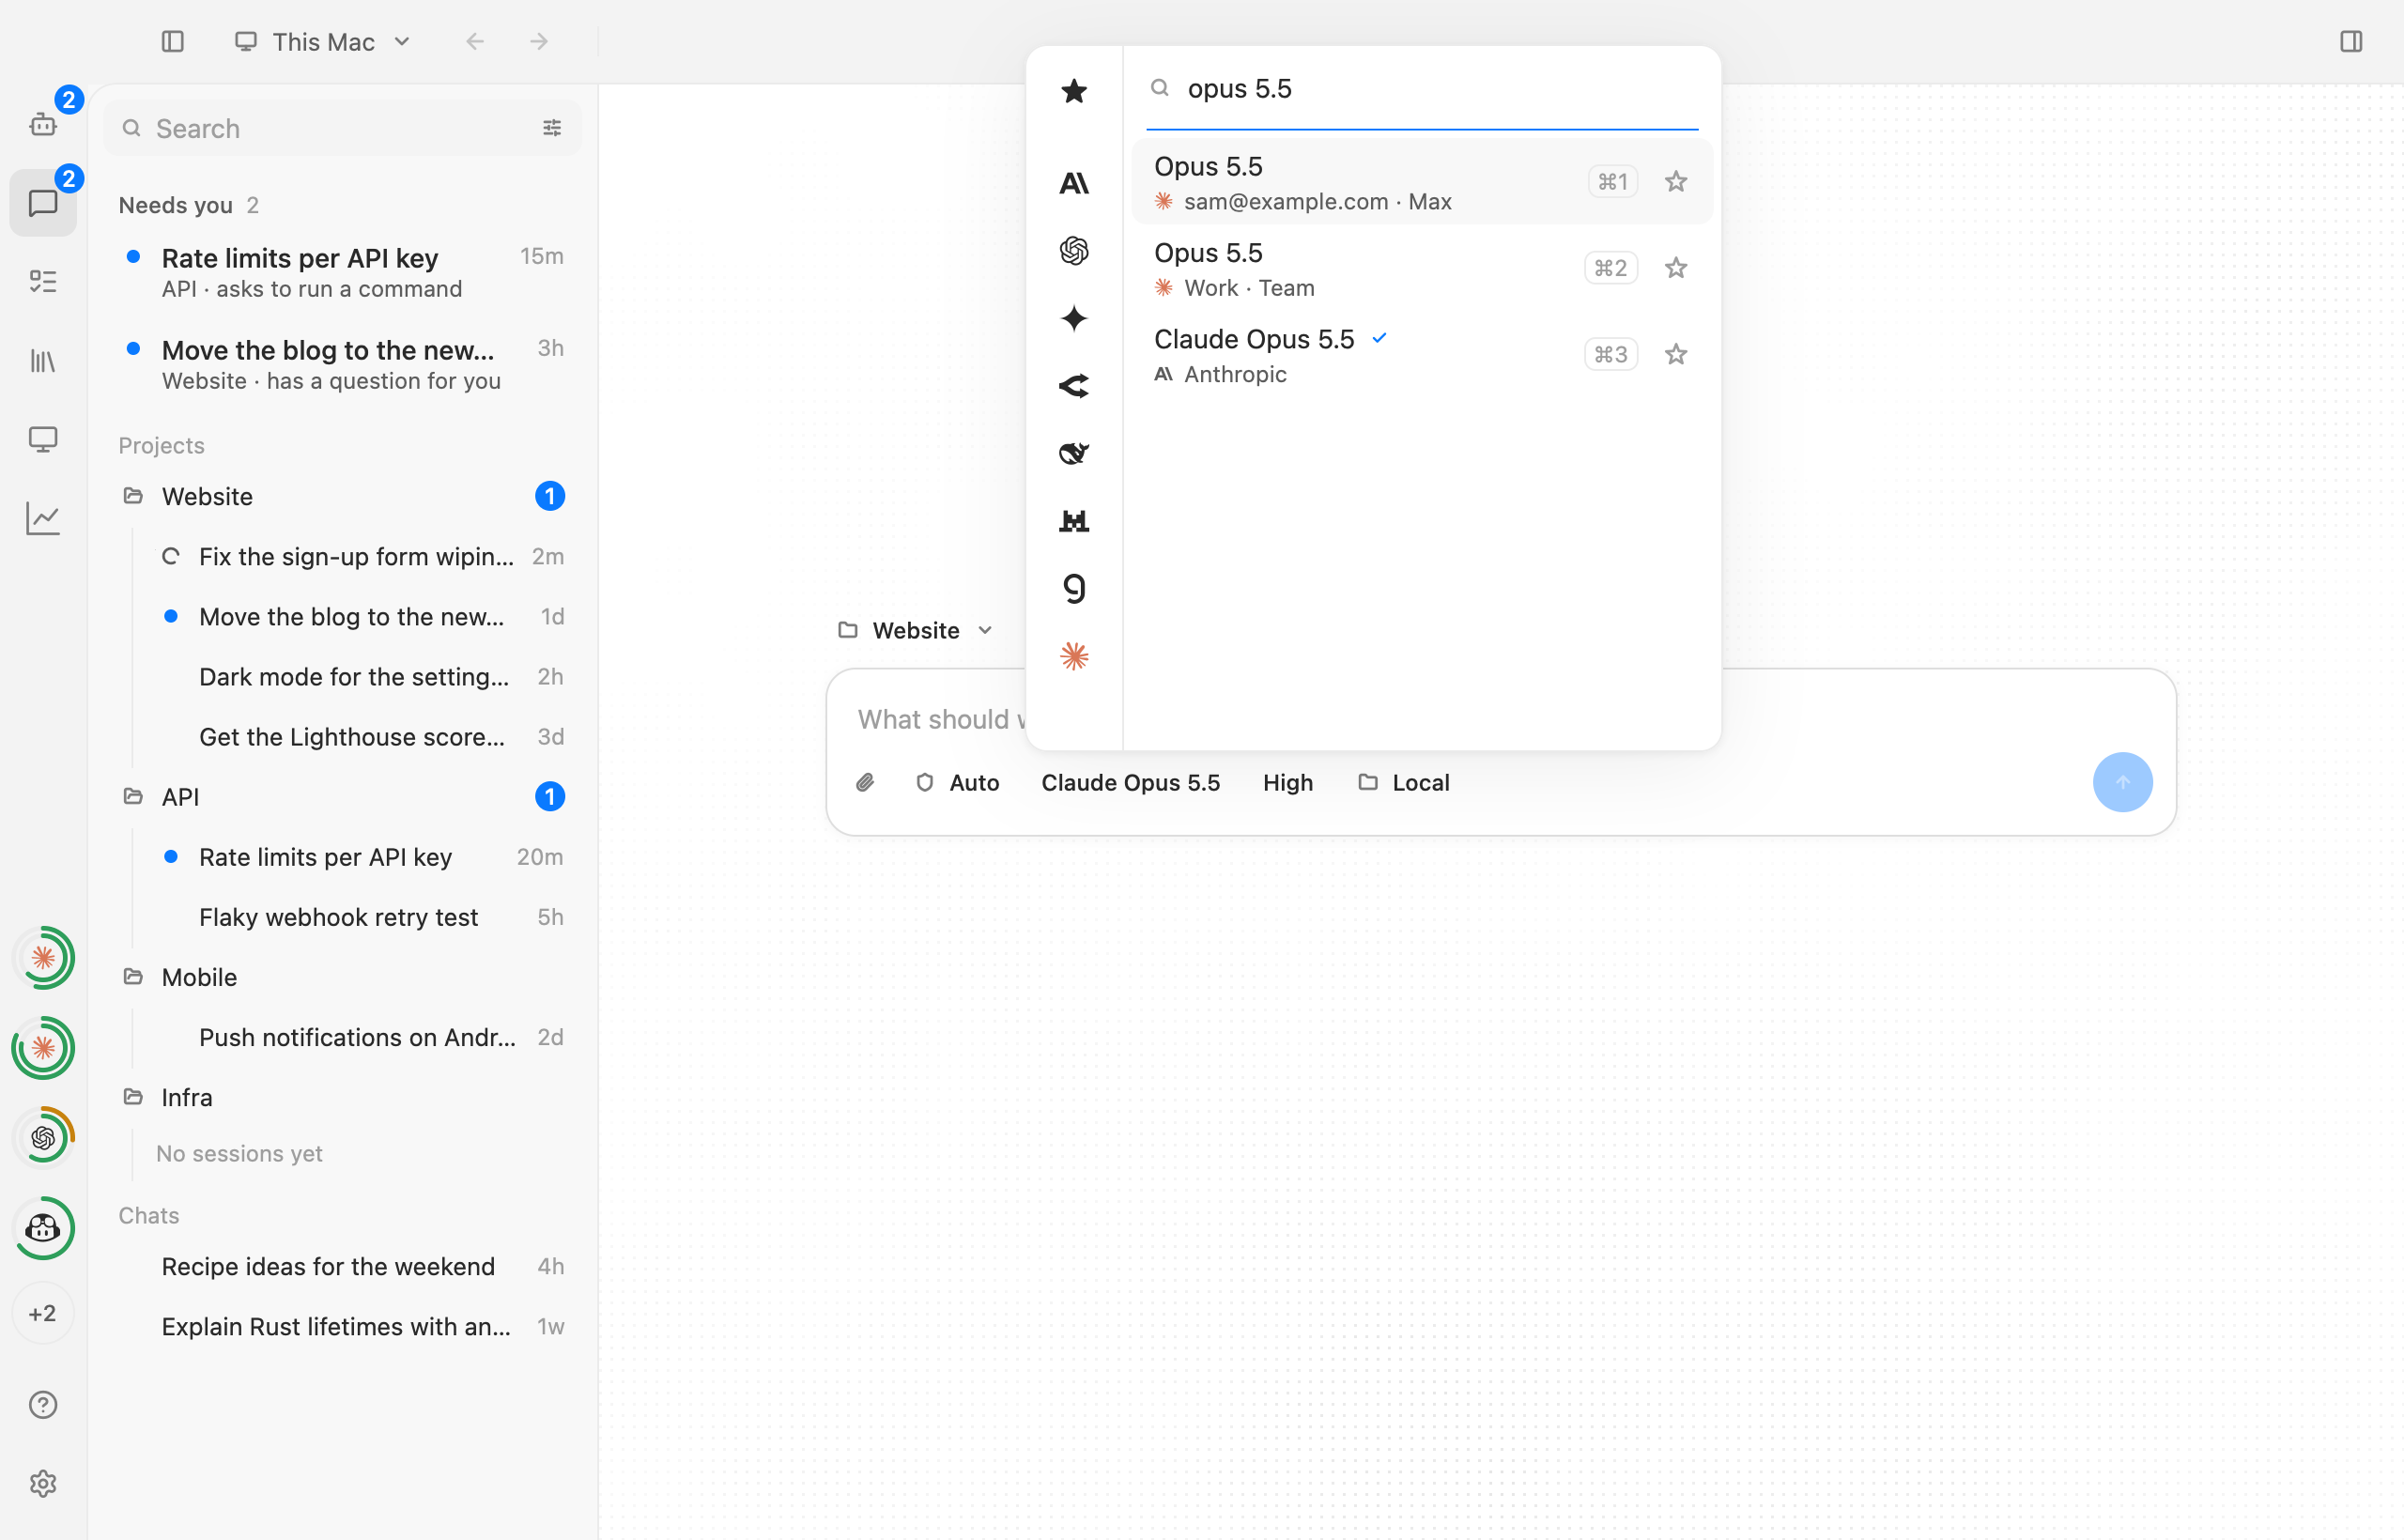 This Mac
2
2
Search
Needs you 2
Rate limits per API key 15m
API · asks to run a command
Move the blog to the new... 3h
Website · has a question for you
Projects
Website 1
Fix the sign-up form wipin... 2m
Move the blog to the new... 1d
Dark mode for the setting... 2h
Get the Lighthouse score... 3d
API 1
Rate limits per API key 20m
Flaky webhook retry test 5h
Mobile
Push notifications on Andr... 2d
Infra
No sessions yet
Chats
Recipe ideas for the weekend 4h
Explain Rust lifetimes with an... 1w
+2
opus 5.5
Opus 5.5 ⌘1
sam@example.com · Max
Opus 5.5 ⌘2
Work · Team
Claude Opus 5.5 ⌘3
Anthropic
Website
What should
Auto Claude Opus 5.5 High Local